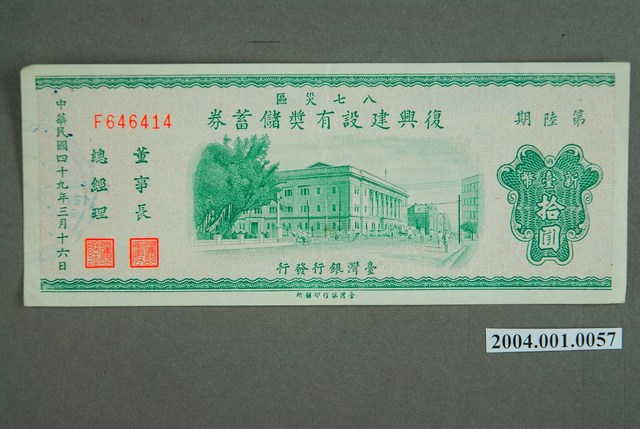 八七災區
復興建設有獎儲蓄券
第陸期
F646414
新臺幣
拾圓
董事長
總經理
中華民國四十九年三月十六日
臺灣銀行發行
臺灣銀行印製所
2004.001.0057